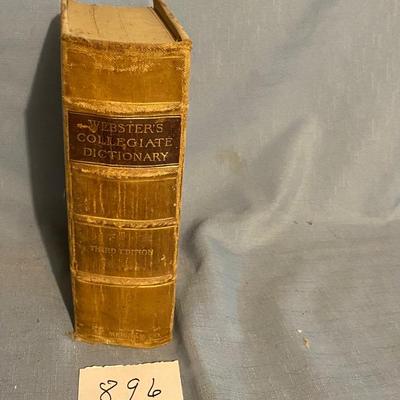 WEBSTER'S
COLLEGIATE
DICTIONARY
THIRD EDITION
896